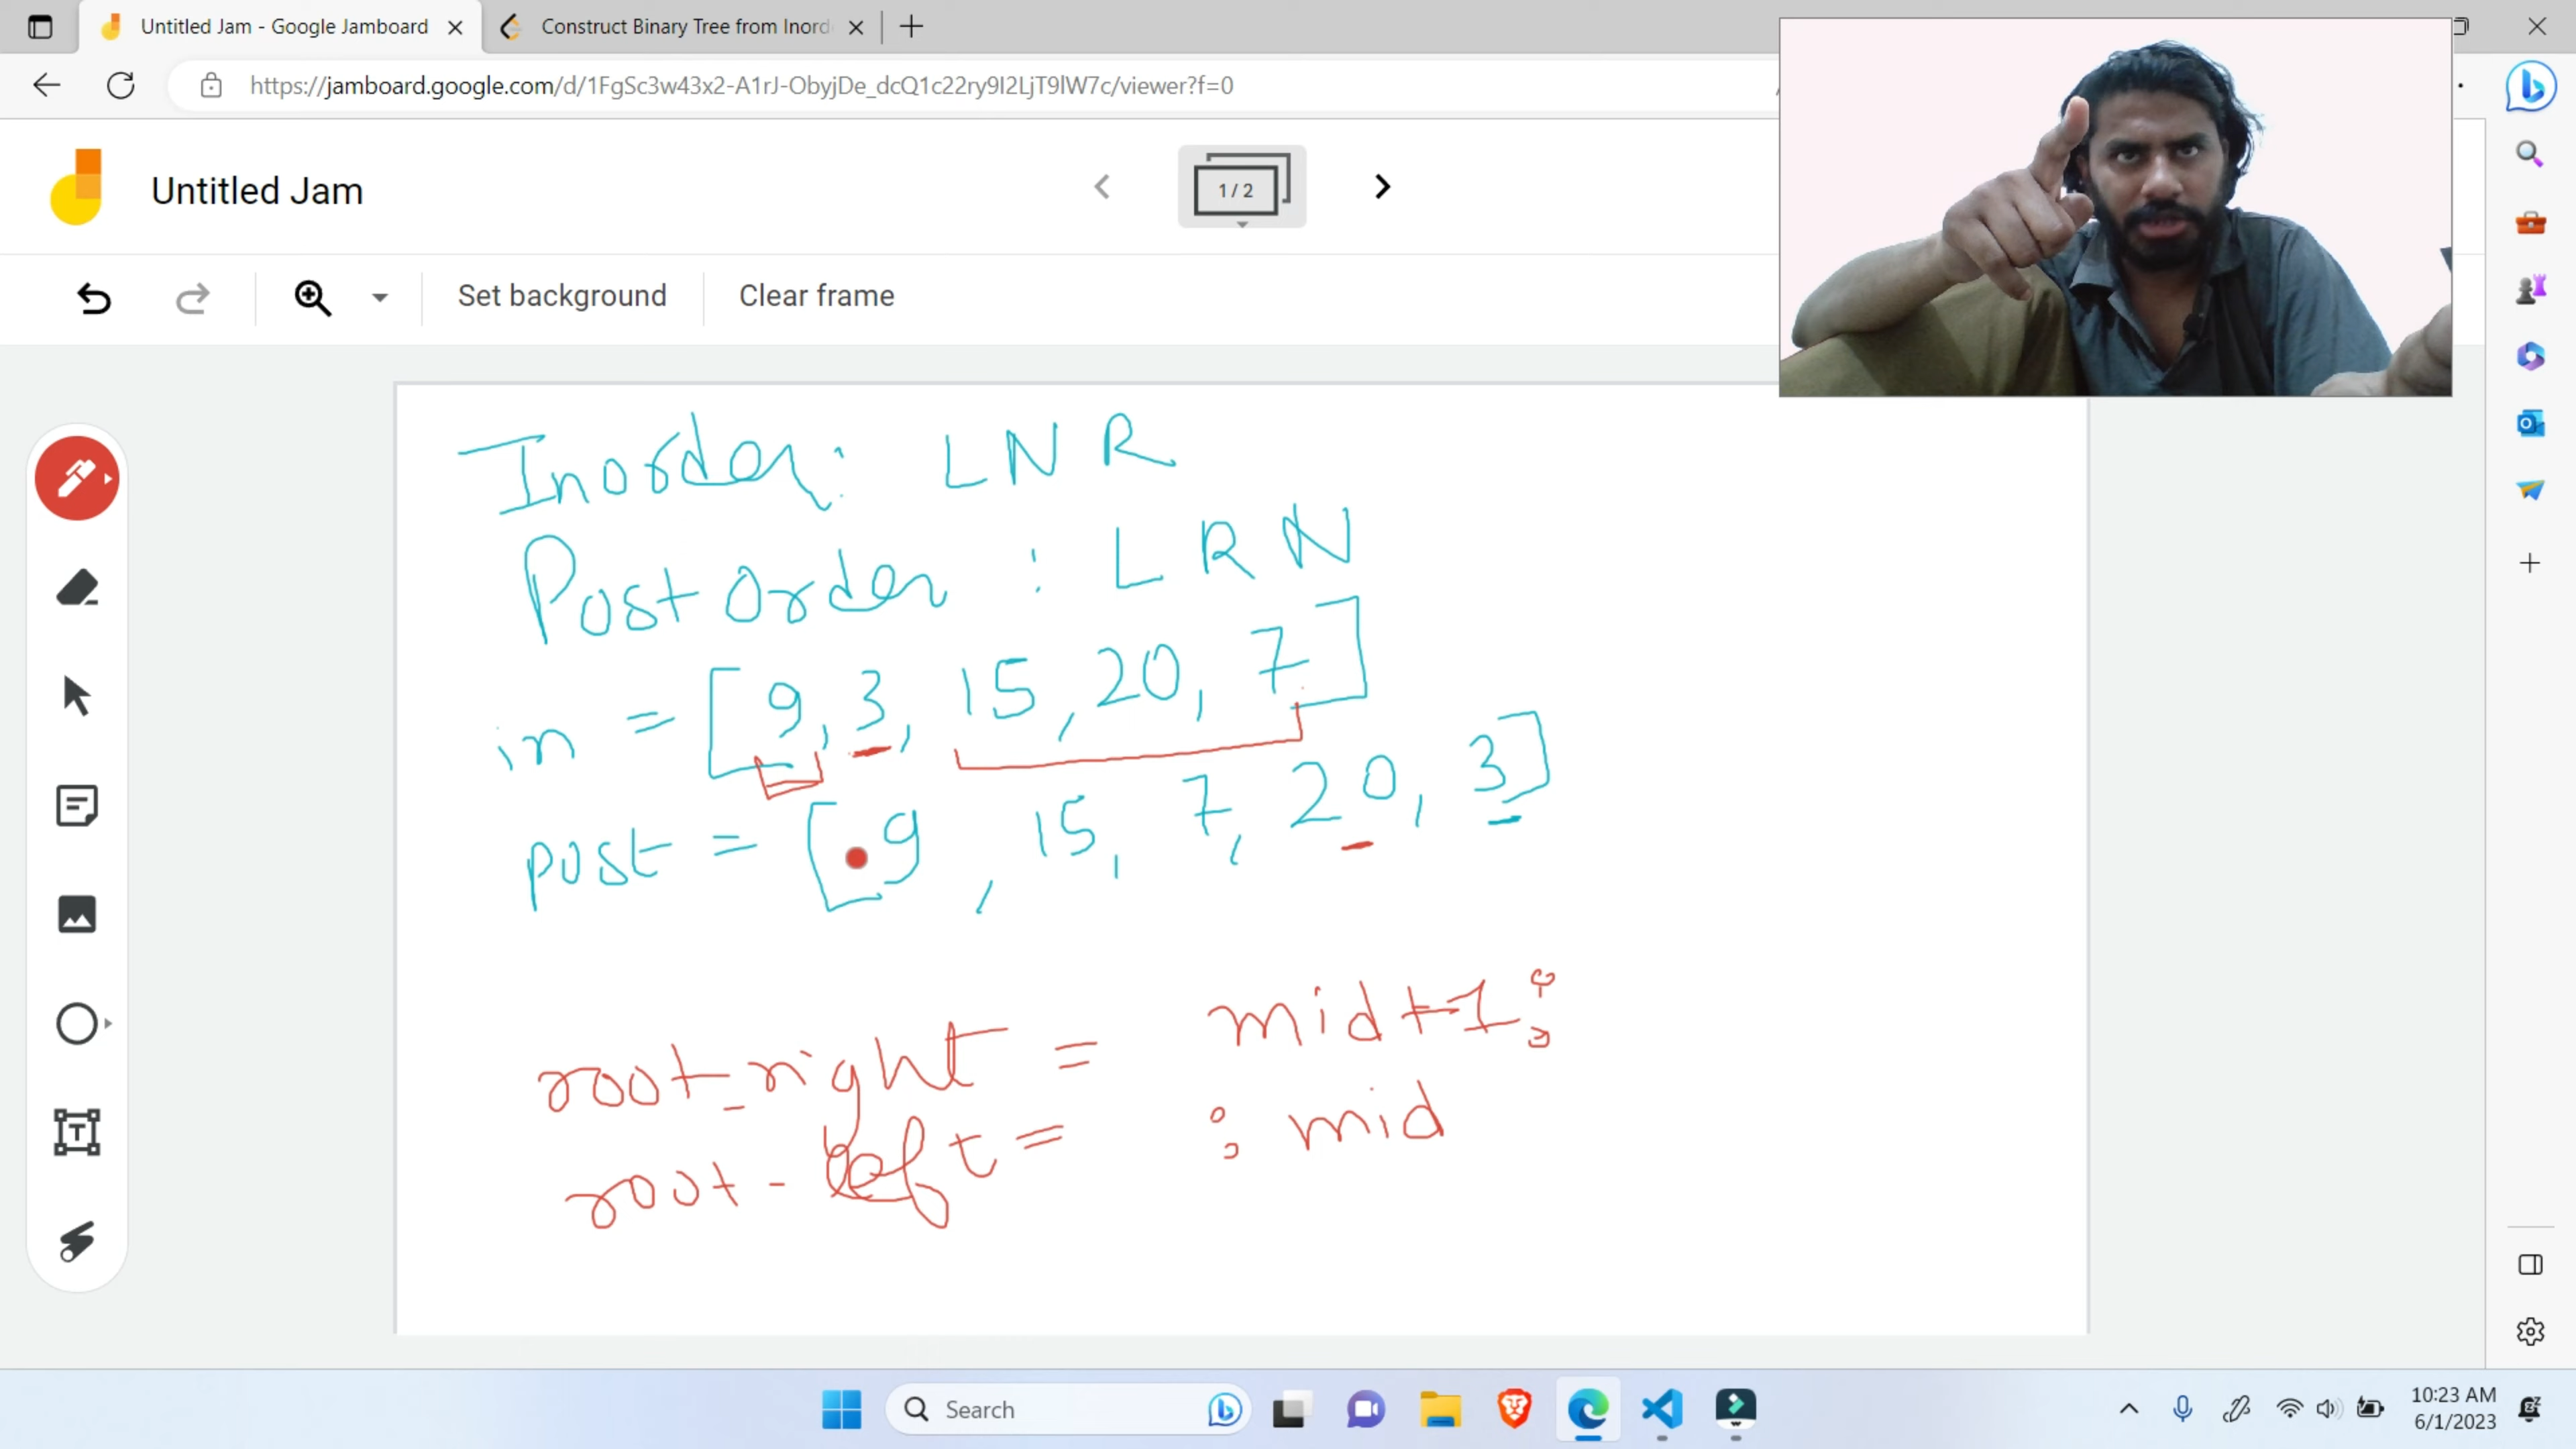 Untitled Jam - Google Jamboard
Construct Binary Tree from Inord
https://jamboard.google.com/d/1FgSc3w43x2-A1rJ-ObyjDe_dcQ1c22ry9I2LjT9lW7c/viewer?f=0
Untitled Jam
1 / 2
Set background Clear frame
Inorder: LNR
PostOrder : LRN
in = [9, 3, 15, 20, 7]
post = [9, 15, 7, 20, 3]
root_right = mid+1:
root-left = : mid
Search
10:23 AM
6/1/2023